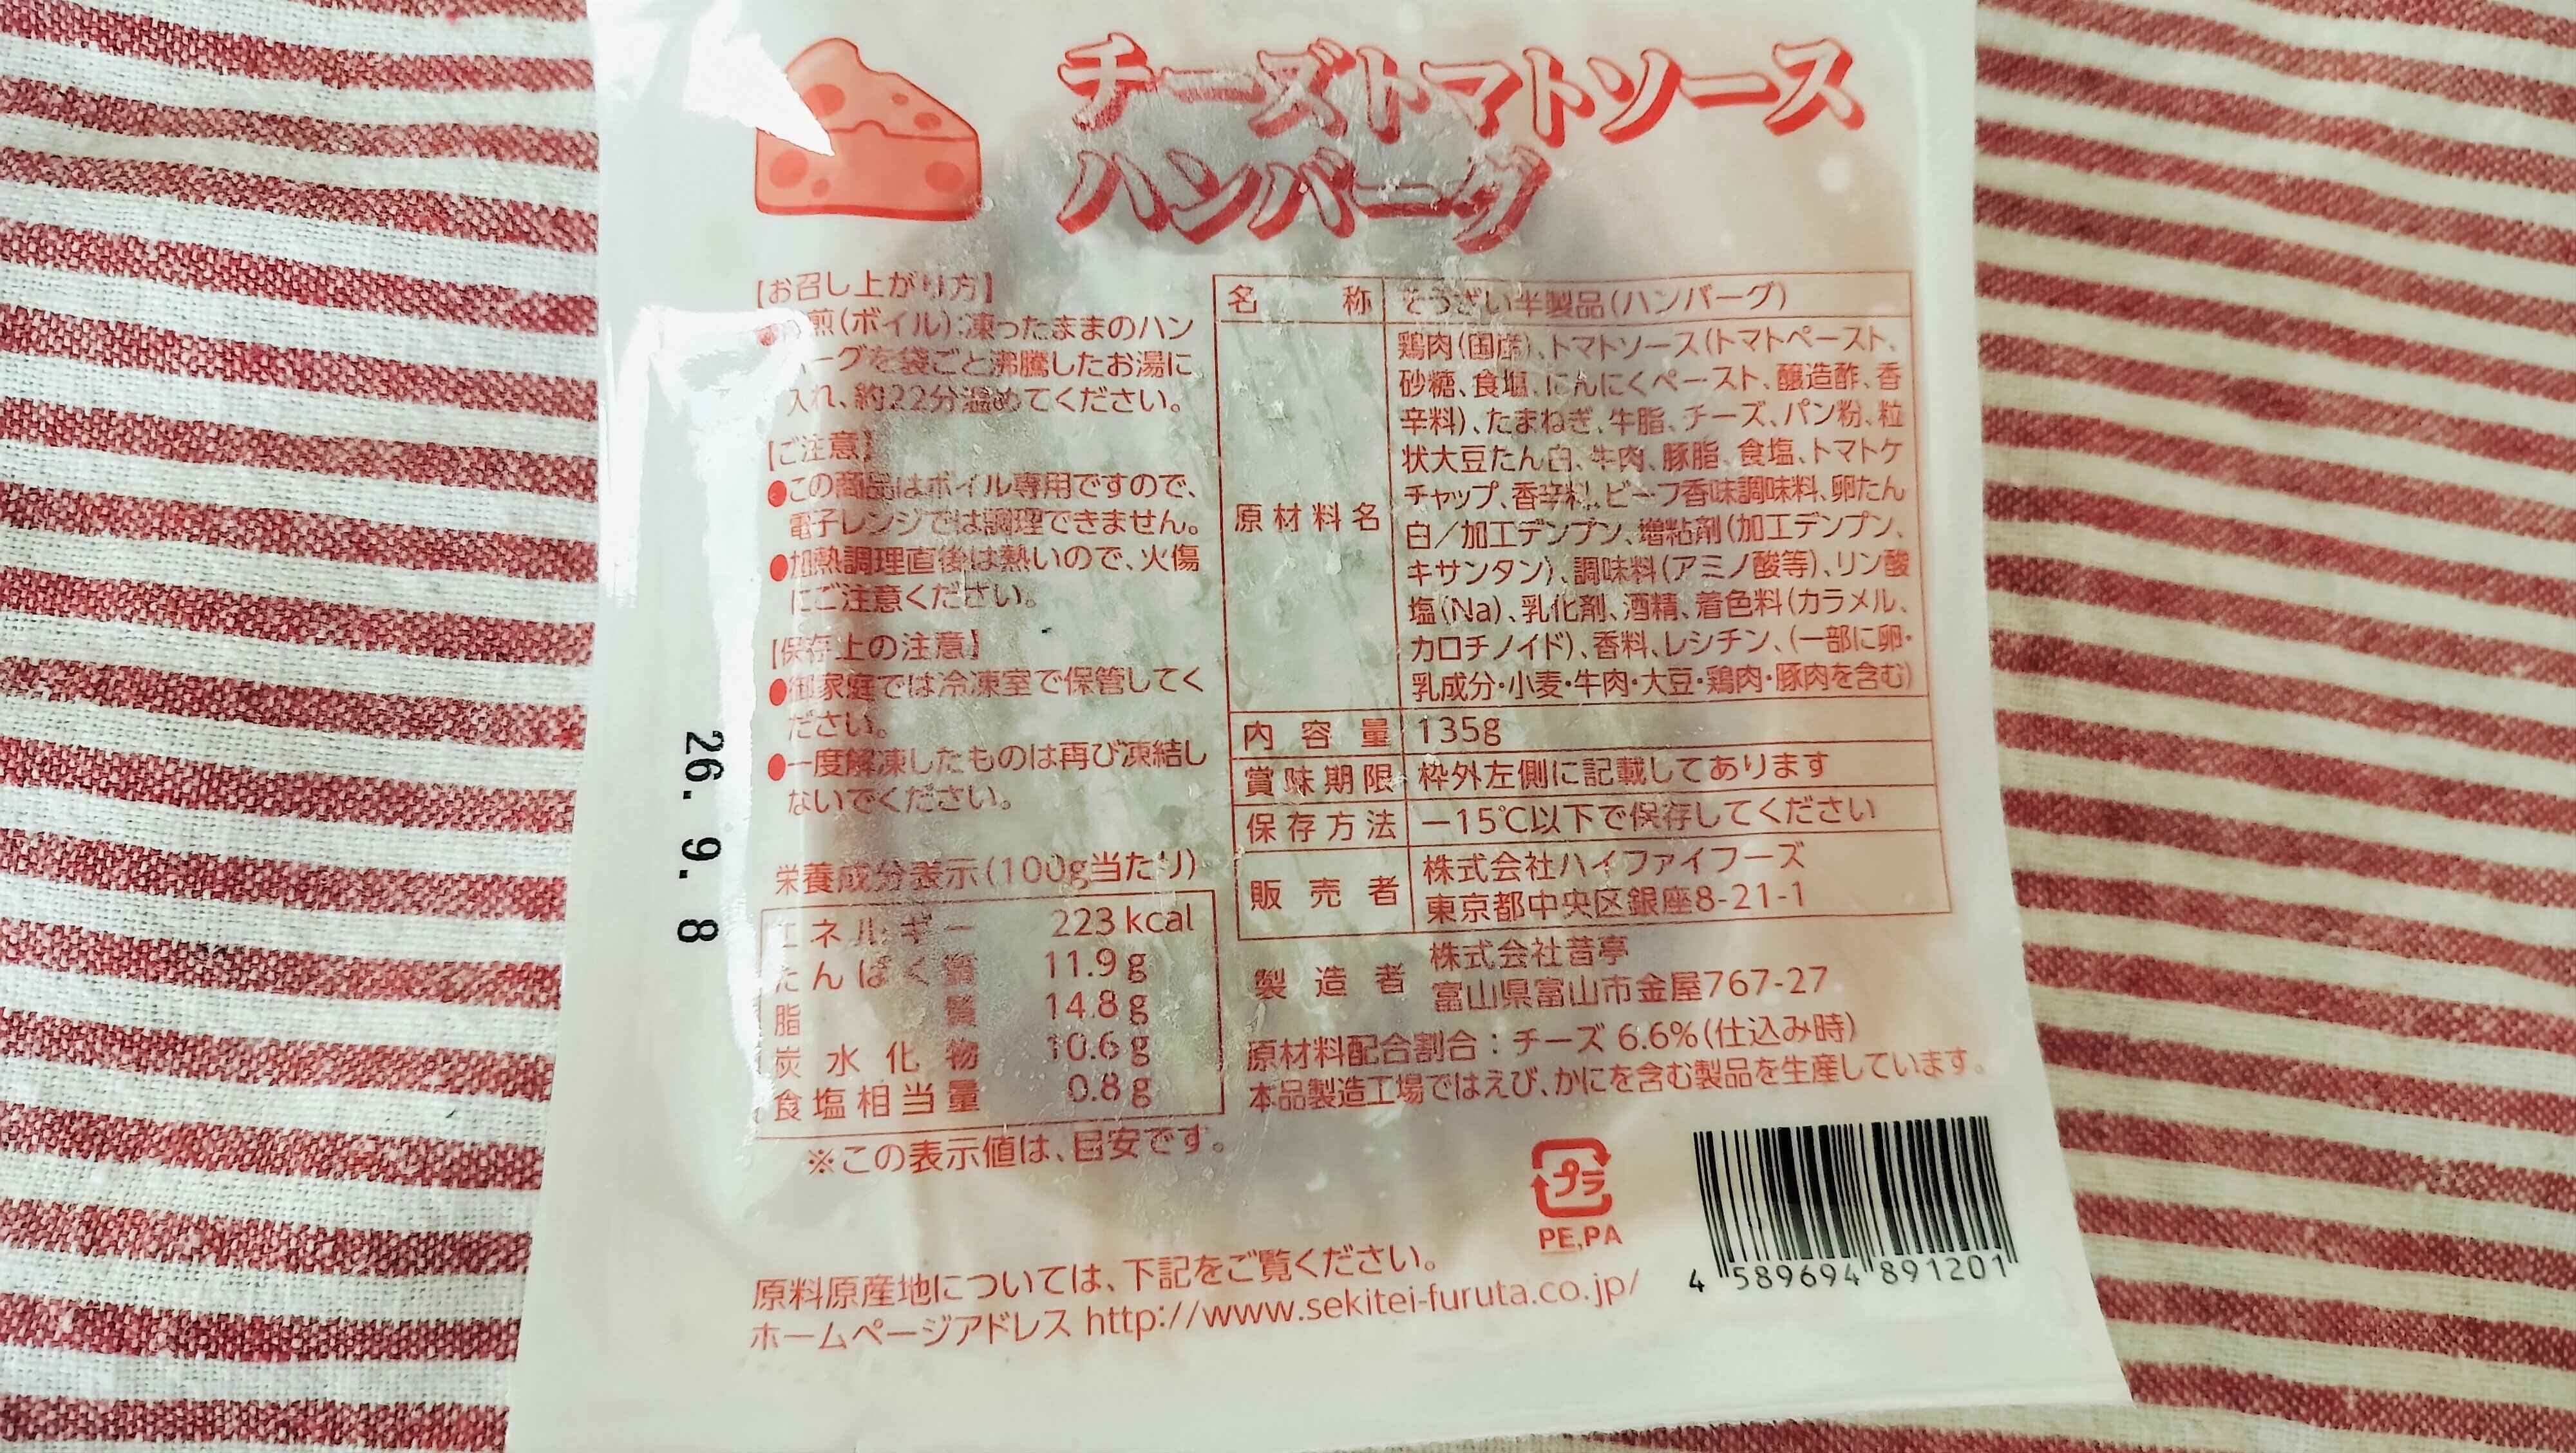 チーズトマトソース
ハンバーグ
【お召し上がり方】
煎(ボイル):凍ったままのハン
ーグを袋ごと沸騰したお湯に
入れ、約22分温めてください。
【ご注意】
●この商品はボイル専用ですので、
電子レンジでは調理できません。
●加熱調理直後は熱いので、火傷
にご注意ください。
【保存上の注意】
●御家庭では冷凍室で保管してく
ださい。
●一度解凍したものは再び凍結し
ないでください。
26. 9. 8
栄養成分表示(100g当たり)
エネルギー 223 kcal
たんぱく質 11.9 g
脂質 14.8 g
炭水化物 10.6 g
食塩相当量 0.8 g
※この表示値は、目安です。
名称 そうざい半製品(ハンバーグ)
原材料名
鶏肉(国産)、トマトソース(トマトペースト、
砂糖、食塩、にんにくペースト、醸造酢、香
辛料)、たまねぎ、牛脂、チーズ、パン粉、粒
状大豆たん白、牛肉、豚脂、食塩、トマトケ
チャップ、香辛料、ビーフ香味調味料、卵たん
白/加工デンプン、増粘剤(加工デンプン、
キサンタン)、調味料(アミノ酸等)、リン酸
塩(Na)、乳化剤、酒精、着色料(カラメル、
カロチノイド)、香料、レシチン、(一部に卵・
乳成分・小麦・牛肉・大豆・鶏肉・豚肉を含む)
内容量 135g
賞味期限 枠外左側に記載してあります
保存方法 −15℃以下で保存してください
販売者 株式会社ハイファイフーズ
東京都中央区銀座8-21-1
製造者 株式会社昔亭
富山県富山市金屋767-27
原材料配合割合:チーズ 6.6%(仕込み時)
本品製造工場ではえび、かにを含む製品を生産しています。
プラ
PE,PA
4 589694 891201
原料原産地については、下記をご覧ください。
ホームページアドレス http://www.sekitei-furuta.co.jp/